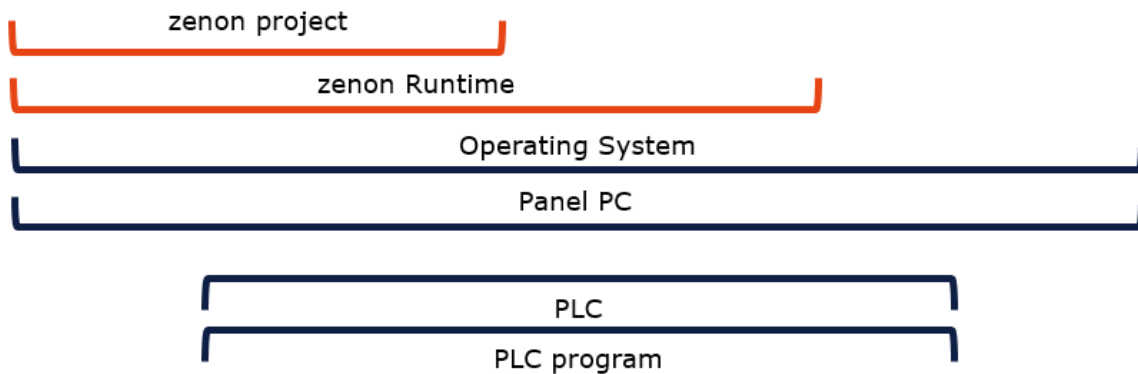 zenon project
zenon Runtime
Operating System
Panel PC
PLC
PLC program